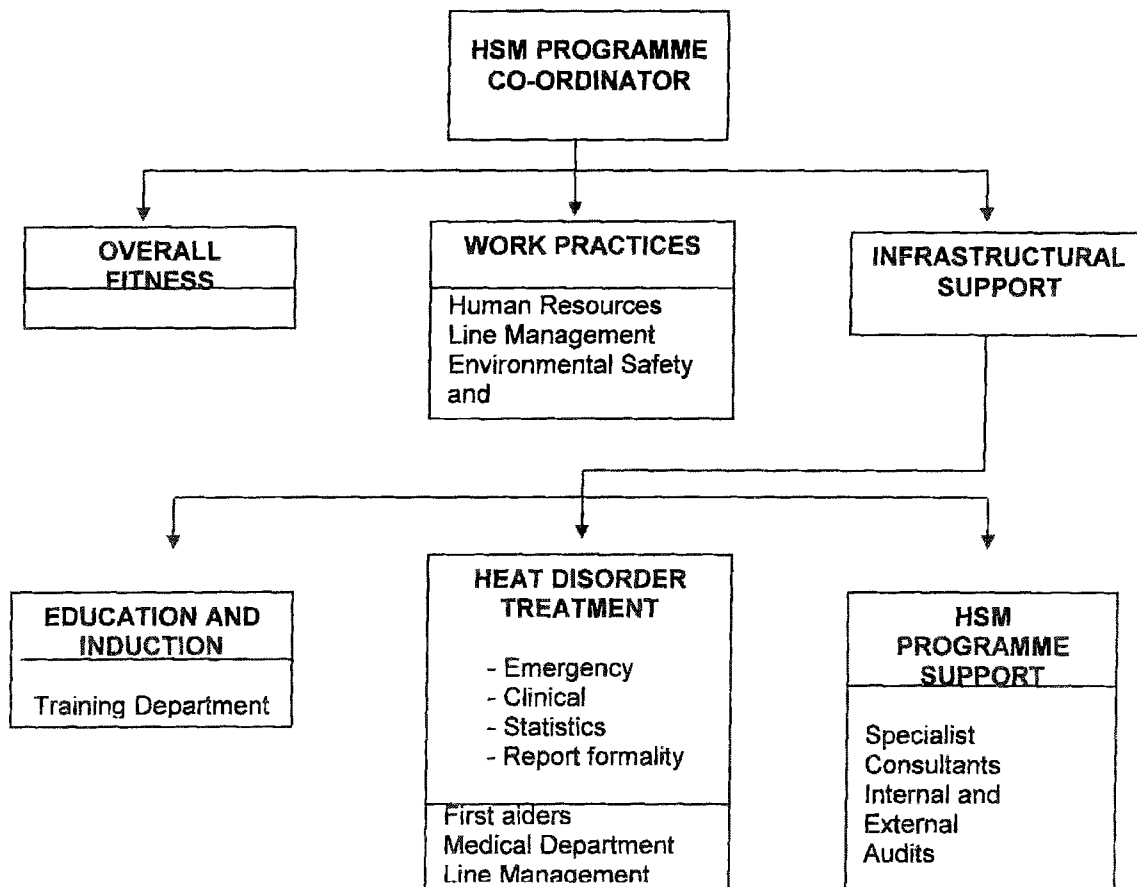 HSM PROGRAMME
CO-ORDINATOR
OVERALL
FITNESS
WORK PRACTICES
Human Resources
Line Management
Environmental Safety
and
INFRASTRUCTURAL
SUPPORT
EDUCATION AND
INDUCTION
Training Department
HEAT DISORDER
TREATMENT
- Emergency
- Clinical
- Statistics
- Report formality
First aiders
Medical Department
Line Management
HSM
PROGRAMME
SUPPORT
Specialist
Consultants
Internal and
External
Audits